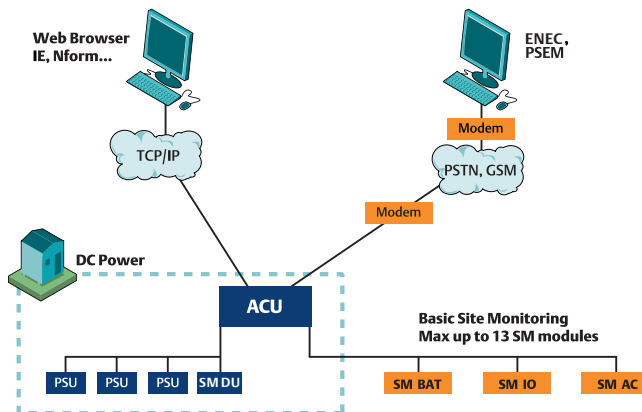 Web Browser
IE, Nform...
ENEC,
PSEM
Modem
TCP/IP
PSTN, GSM
Modem
DC Power
ACU
Basic Site Monitoring
Max up to 13 SM modules
PSU
PSU
PSU
SM DU
SM BAT
SM IO
SM AC